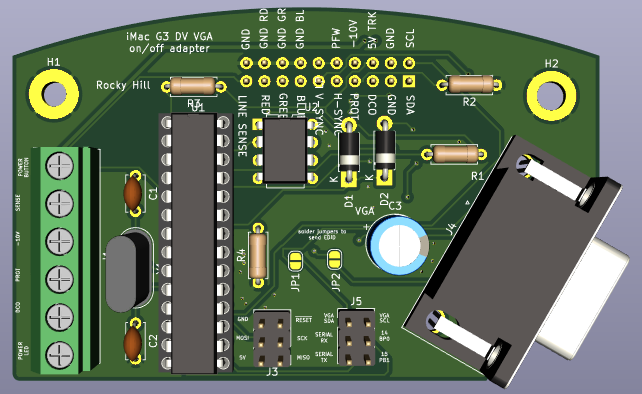 iMac G3 DV VGA
on/off adapter
Rocky Hill
H1
H2
GND
GND RD
GND GR
GND BL
PFW
-10V
5V TRK
GND
SCL
LINE SENSE
RED
GREE
BLUE
V-SYNC
H-SYNC
PROI
DCO
GND
SDA
R3
R2
U1
R1
K
K
D1
D2
VGA
C3
+
J4
POWER
BUTTON
SENSE
-10V
PROI
DCO
POWER
LED
C1
C2
R4
solder jumpers to
send EDID
JP1
JP2
J5
J3
GND
RESET
MOSI
SCK
5V
MISO
VGA
SDA
VGA
SCL
SERIAL
RX
14
BP0
SERIAL
TX
15
PB1